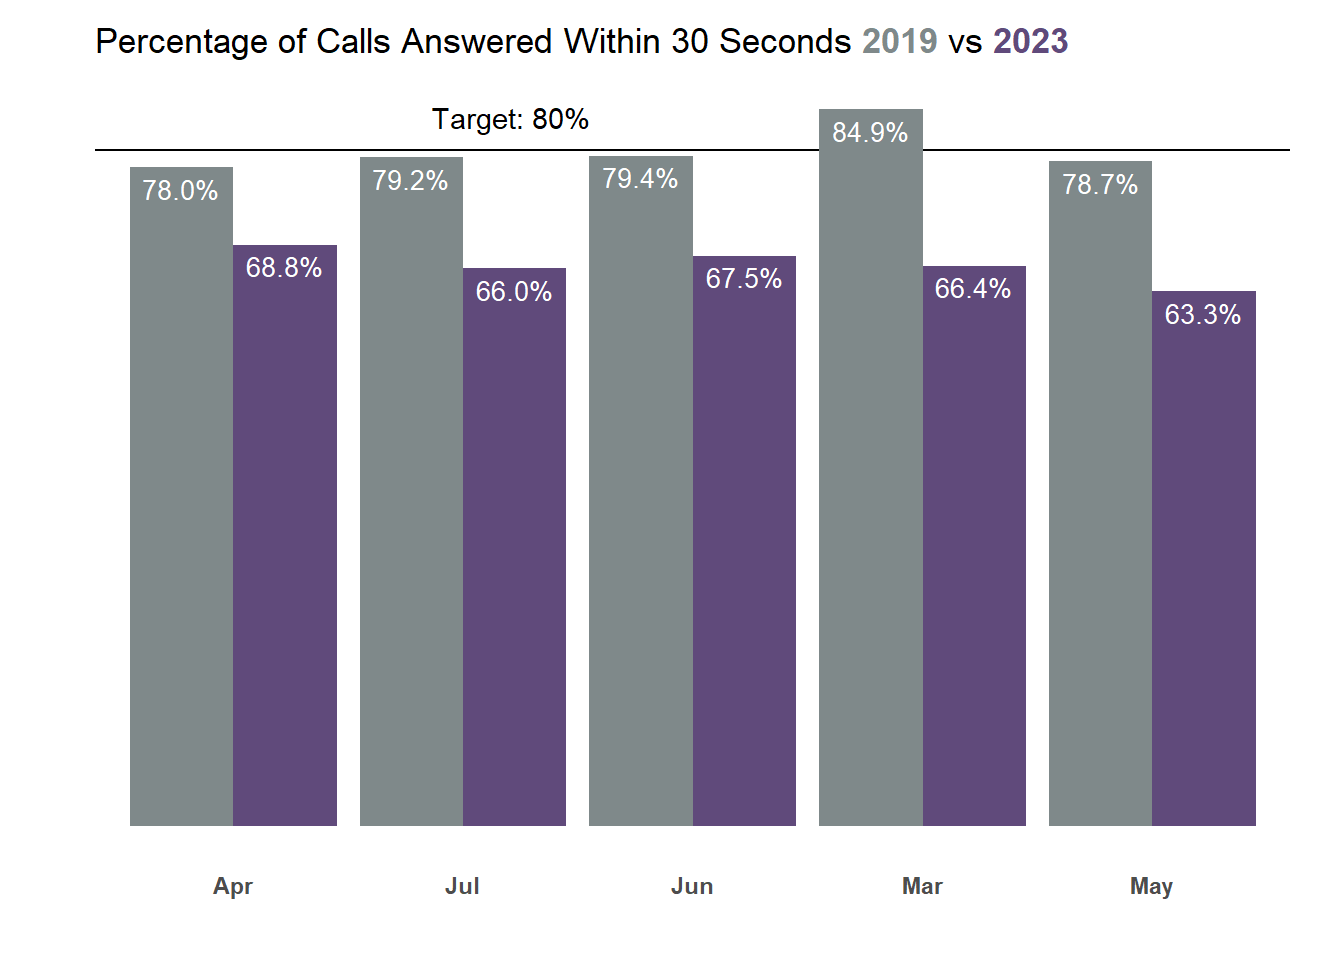 Percentage of Calls Answered Within 30 Seconds 2019 vs 2023
Target: 80%
84.9%
78.0%
79.2%
79.4%
78.7%
68.8%
66.0%
67.5%
66.4%
63.3%
Apr
Jul
Jun
Mar
May